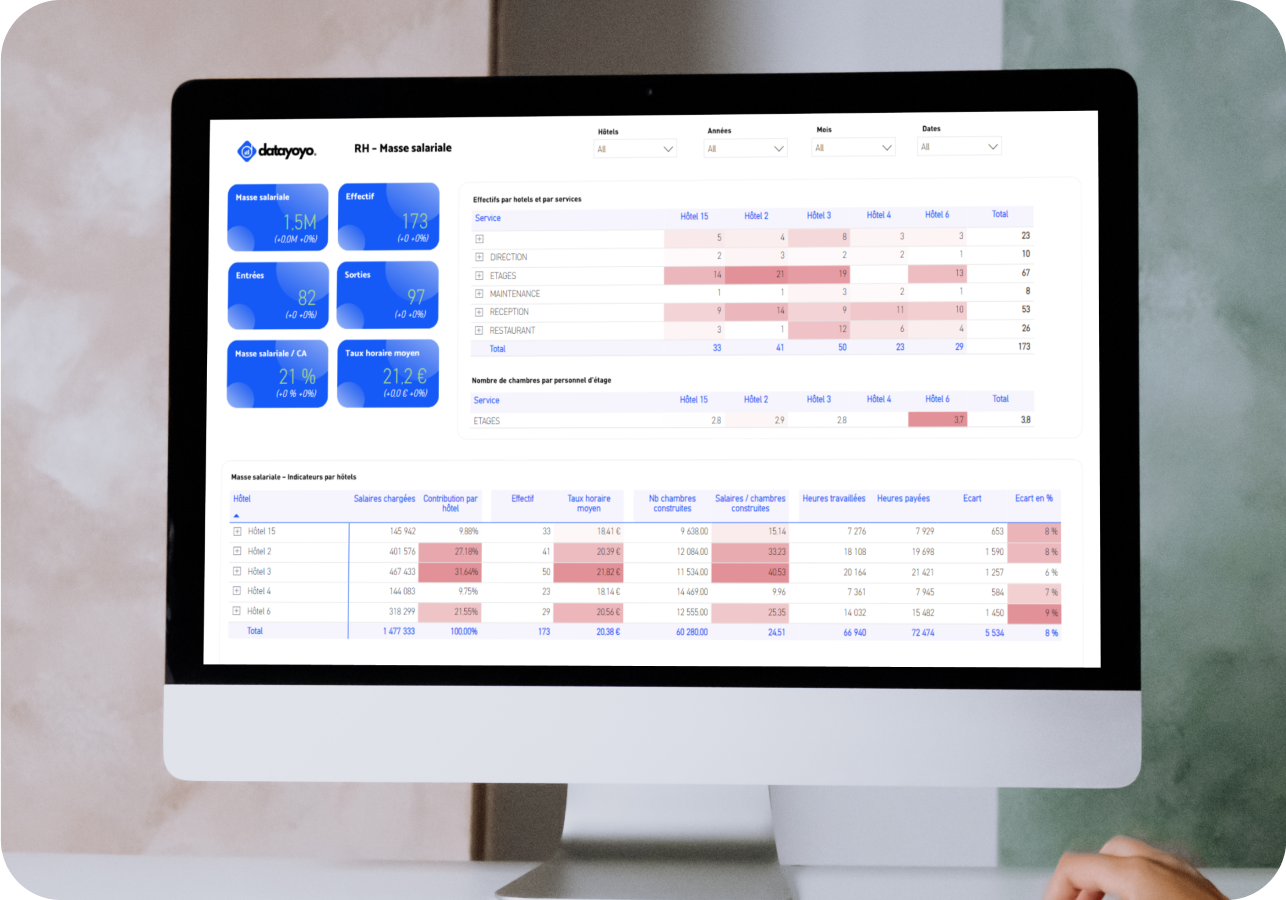 datayoyo.
RH – Masse salariale
Hôtels Années Mois Dates
All All All All
Masse salariale
1.5M
(+0.0M +0%)
Effectif
173
(+0 +0%)
Entrées
82
(+0 +0%)
Sorties
97
(+0 +0%)
Masse salariale / CA
21 %
(+0 % +0%)
Taux horaire moyen
21,2 €
(+0,0 € +0%)
Effectifs par hotels et par services
Service Hôtel 15 Hôtel 2 Hôtel 3 Hôtel 4 Hôtel 6 Total
5 4 8 3 3 23
DIRECTION 2 3 2 2 1 10
ETAGES 14 21 19 13 67
MAINTENANCE 1 1 3 2 1 8
RECEPTION 9 14 9 11 10 53
RESTAURANT 3 1 12 6 4 26
Total 33 41 50 23 29 173
Nombre de chambres par personnel d'étage
Service Hôtel 15 Hôtel 2 Hôtel 3 Hôtel 4 Hôtel 6 Total
ETAGES 2.8 2.9 2.8 3.7 3.8
Masse salariale – Indicateurs par hôtels
Hôtel Salaires chargées Contribution par hôtel Effectif Taux horaire moyen Nb chambres construites Salaires / chambres construites Heures travaillées Heures payées Ecart Ecart en %
Hôtel 15 145 942 9.88% 33 18.41 € 9 638,00 15.14 7 276 7 929 653 8 %
Hôtel 2 401 576 27.18% 41 20.39 € 12 084,00 33.23 18 108 19 698 1 590 8 %
Hôtel 3 467 433 31.64% 50 21.82 € 11 534,00 40.53 20 164 21 421 1 257 6 %
Hôtel 4 144 083 9.75% 23 18.14 € 14 469,00 9.96 7 361 7 945 584 7 %
Hôtel 6 318 299 21.55% 29 20.56 € 12 555,00 25.35 14 032 15 482 1 450 9 %
Total 1 477 333 100.00% 173 20.38 € 60 280,00 24.51 66 940 72 474 5 534 8 %